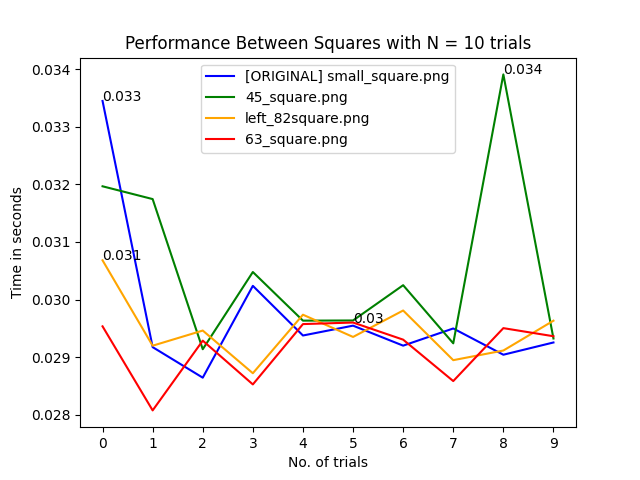 Performance Between Squares with N = 10 trials
[ORIGINAL] small_square.png
45_square.png
left_82square.png
63_square.png
0.033
0.031
0.03
0.034
Time in seconds
0.034
0.033
0.032
0.031
0.030
0.029
0.028
0 1 2 3 4 5 6 7 8 9
No. of trials